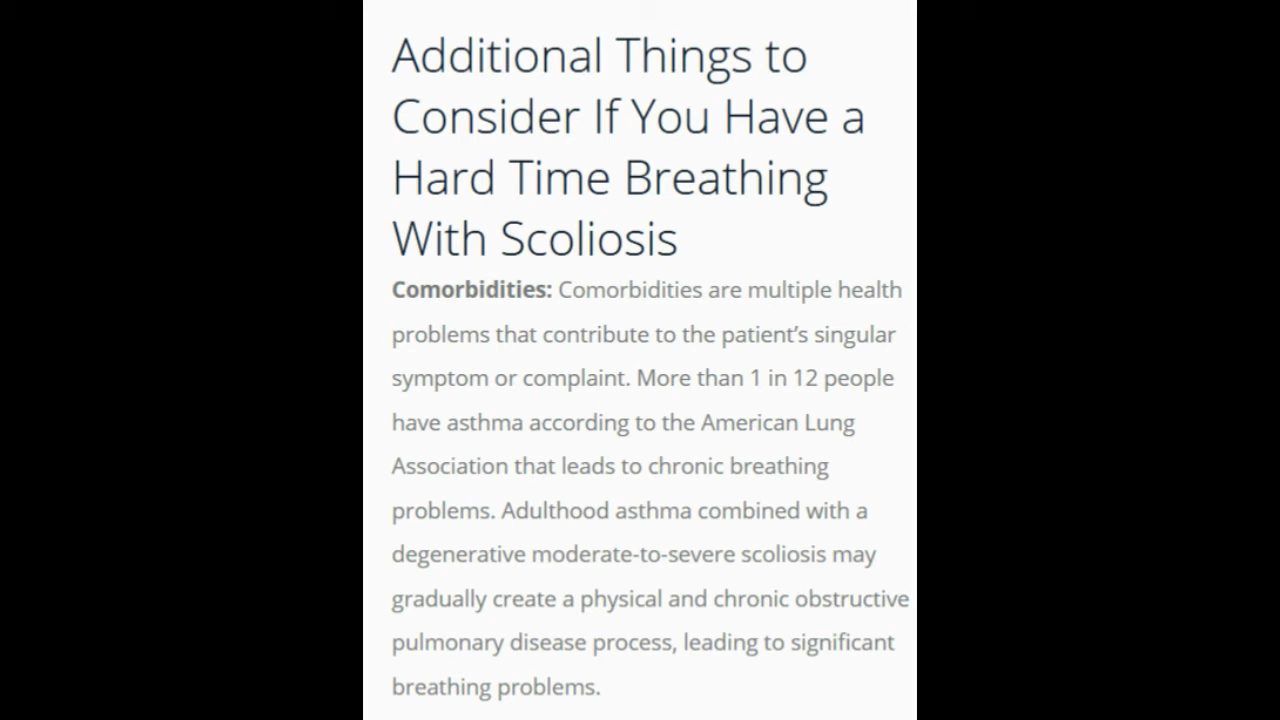 Additional Things to
Consider If You Have a
Hard Time Breathing
With Scoliosis
Comorbidities: Comorbidities are multiple health
problems that contribute to the patient’s singular
symptom or complaint. More than 1 in 12 people
have asthma according to the American Lung
Association that leads to chronic breathing
problems. Adulthood asthma combined with a
degenerative moderate-to-severe scoliosis may
gradually create a physical and chronic obstructive
pulmonary disease process, leading to significant
breathing problems.